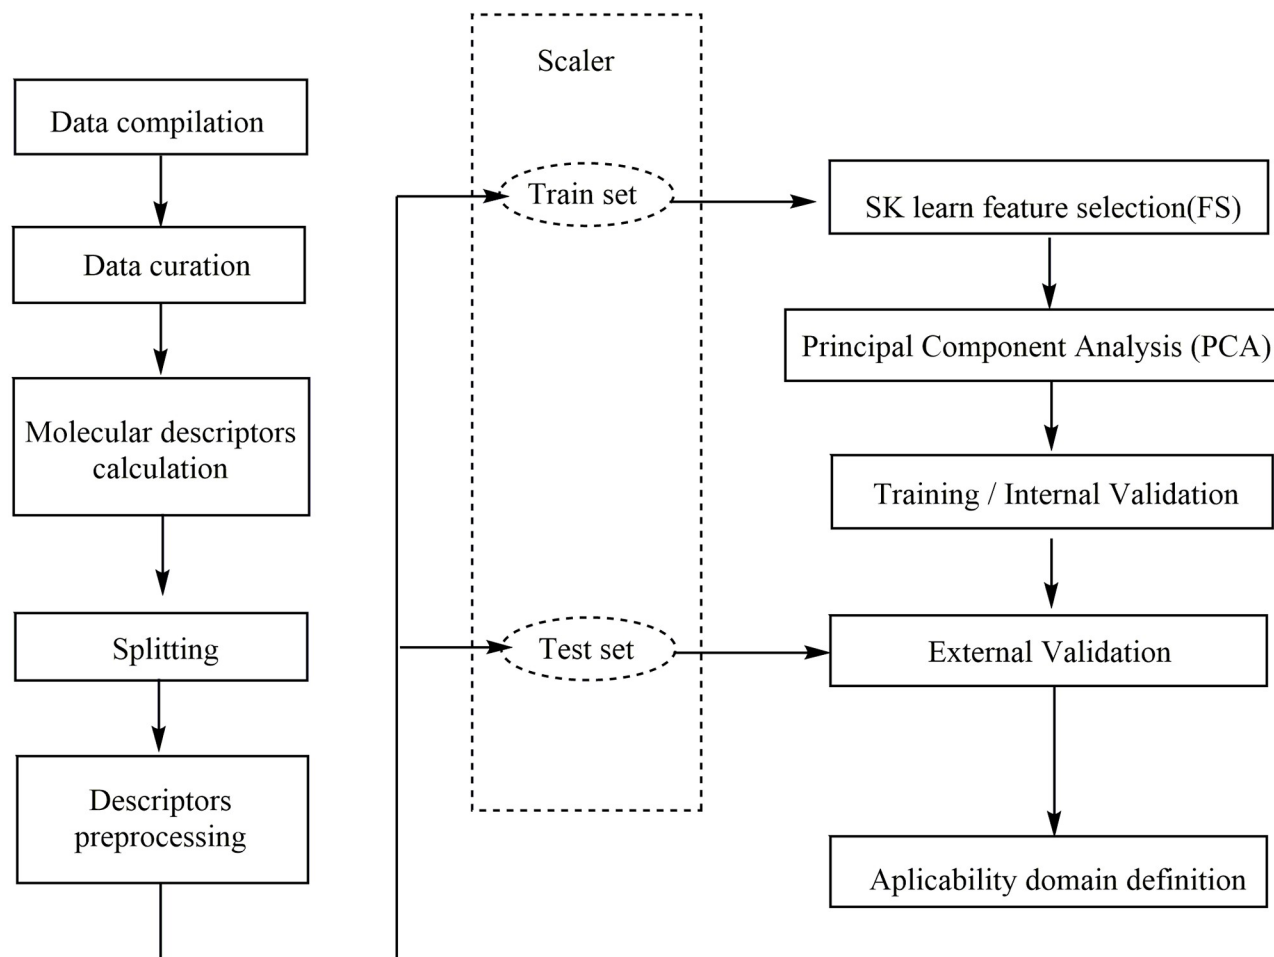 Data compilation
Data curation
Molecular descriptors
calculation
Splitting
Descriptors
preprocessing
Scaler
Train set
Test set
SK learn feature selection(FS)
Principal Component Analysis (PCA)
Training / Internal Validation
External Validation
Aplicability domain definition